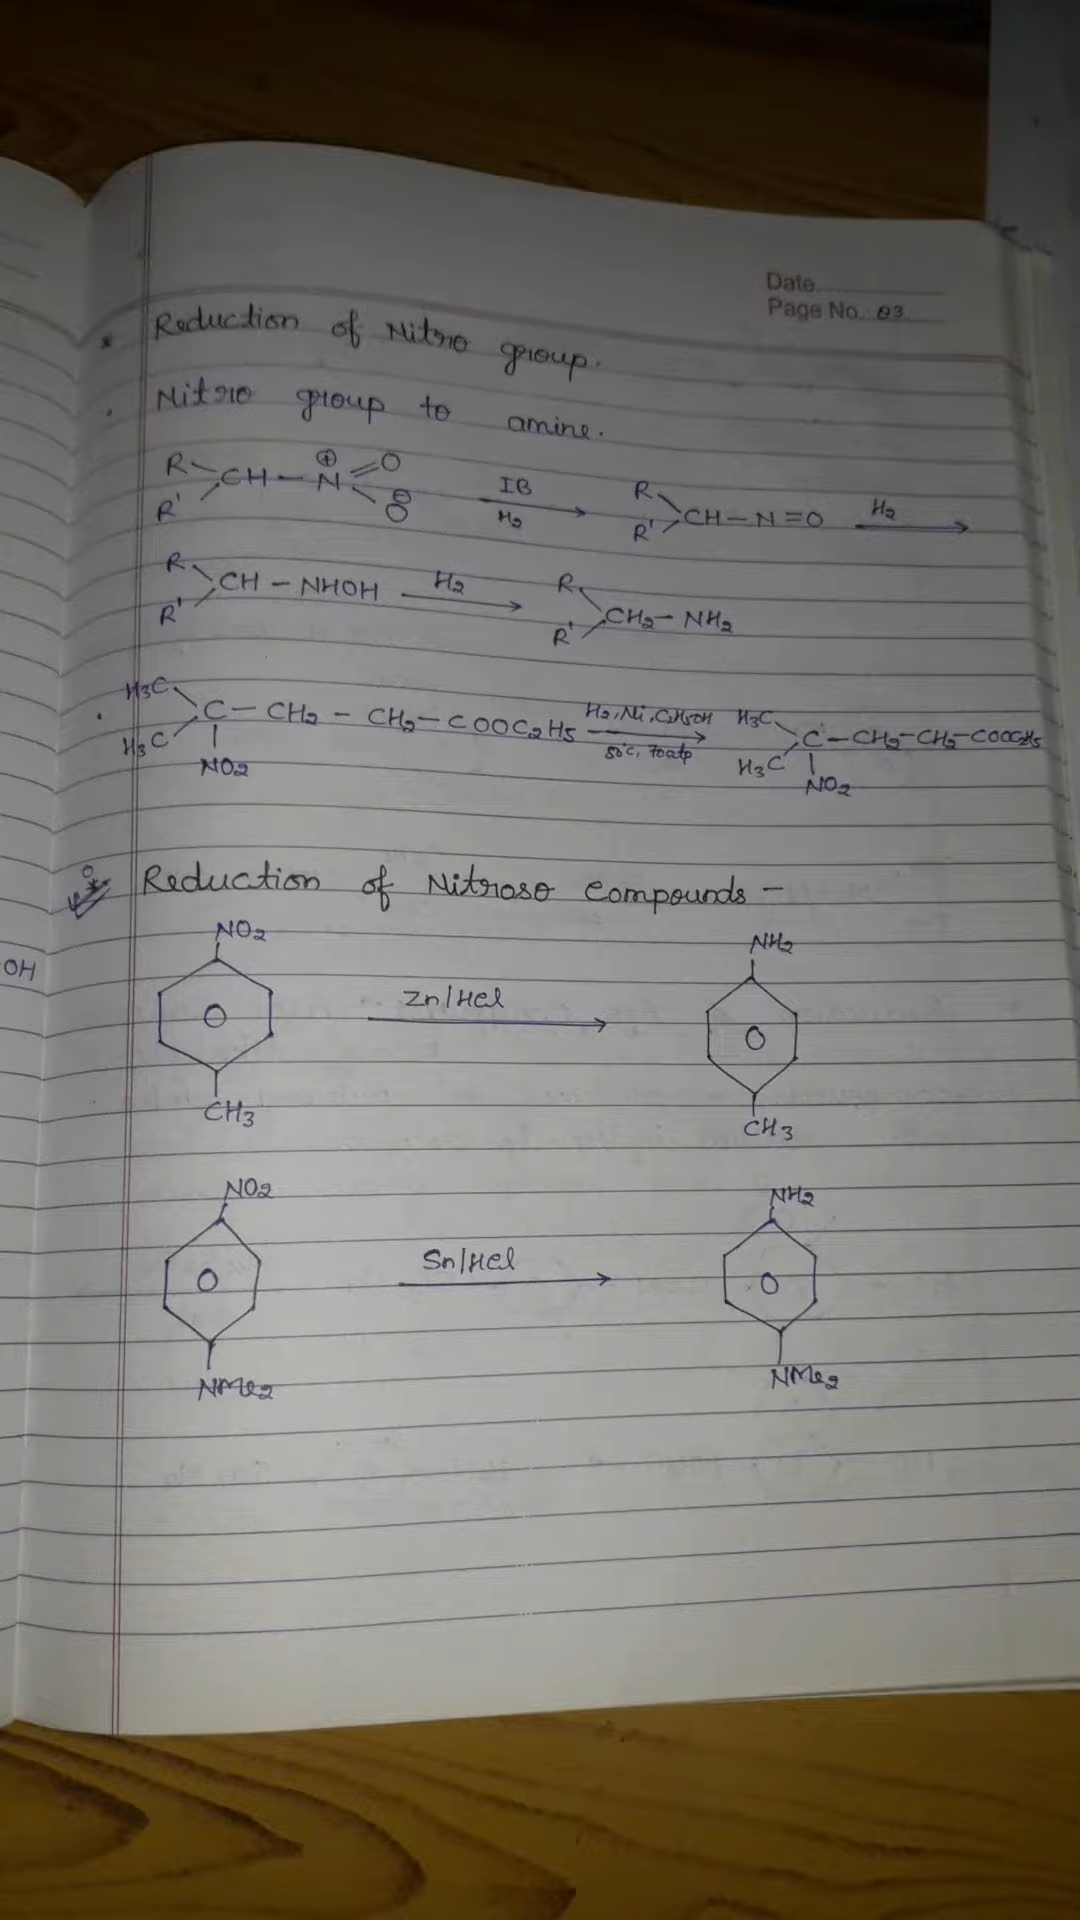 Date
Page No. 03
* Reduction of Nitro group.
. Nitro group to amine.
R R' CH - N⊕ =O O⊖ IB H2 → R R' CH - N = O H2 →
R R' CH - NHOH H2 → R R' CH2 - NH2
. H3C H3C C - CH2 - CH2 - COOC2H5 NO2 H2, Ni, C2H5OH 50°C, 70atp → H3C H3C C - CH2 - CH2 - COOC2H5 NO2
Reduction of Nitroso Compounds -
OH
NO2 NH2
Zn/HCl →
CH3 CH3
NO2 NH2
Sn/HCl →
NMe2 NMe2